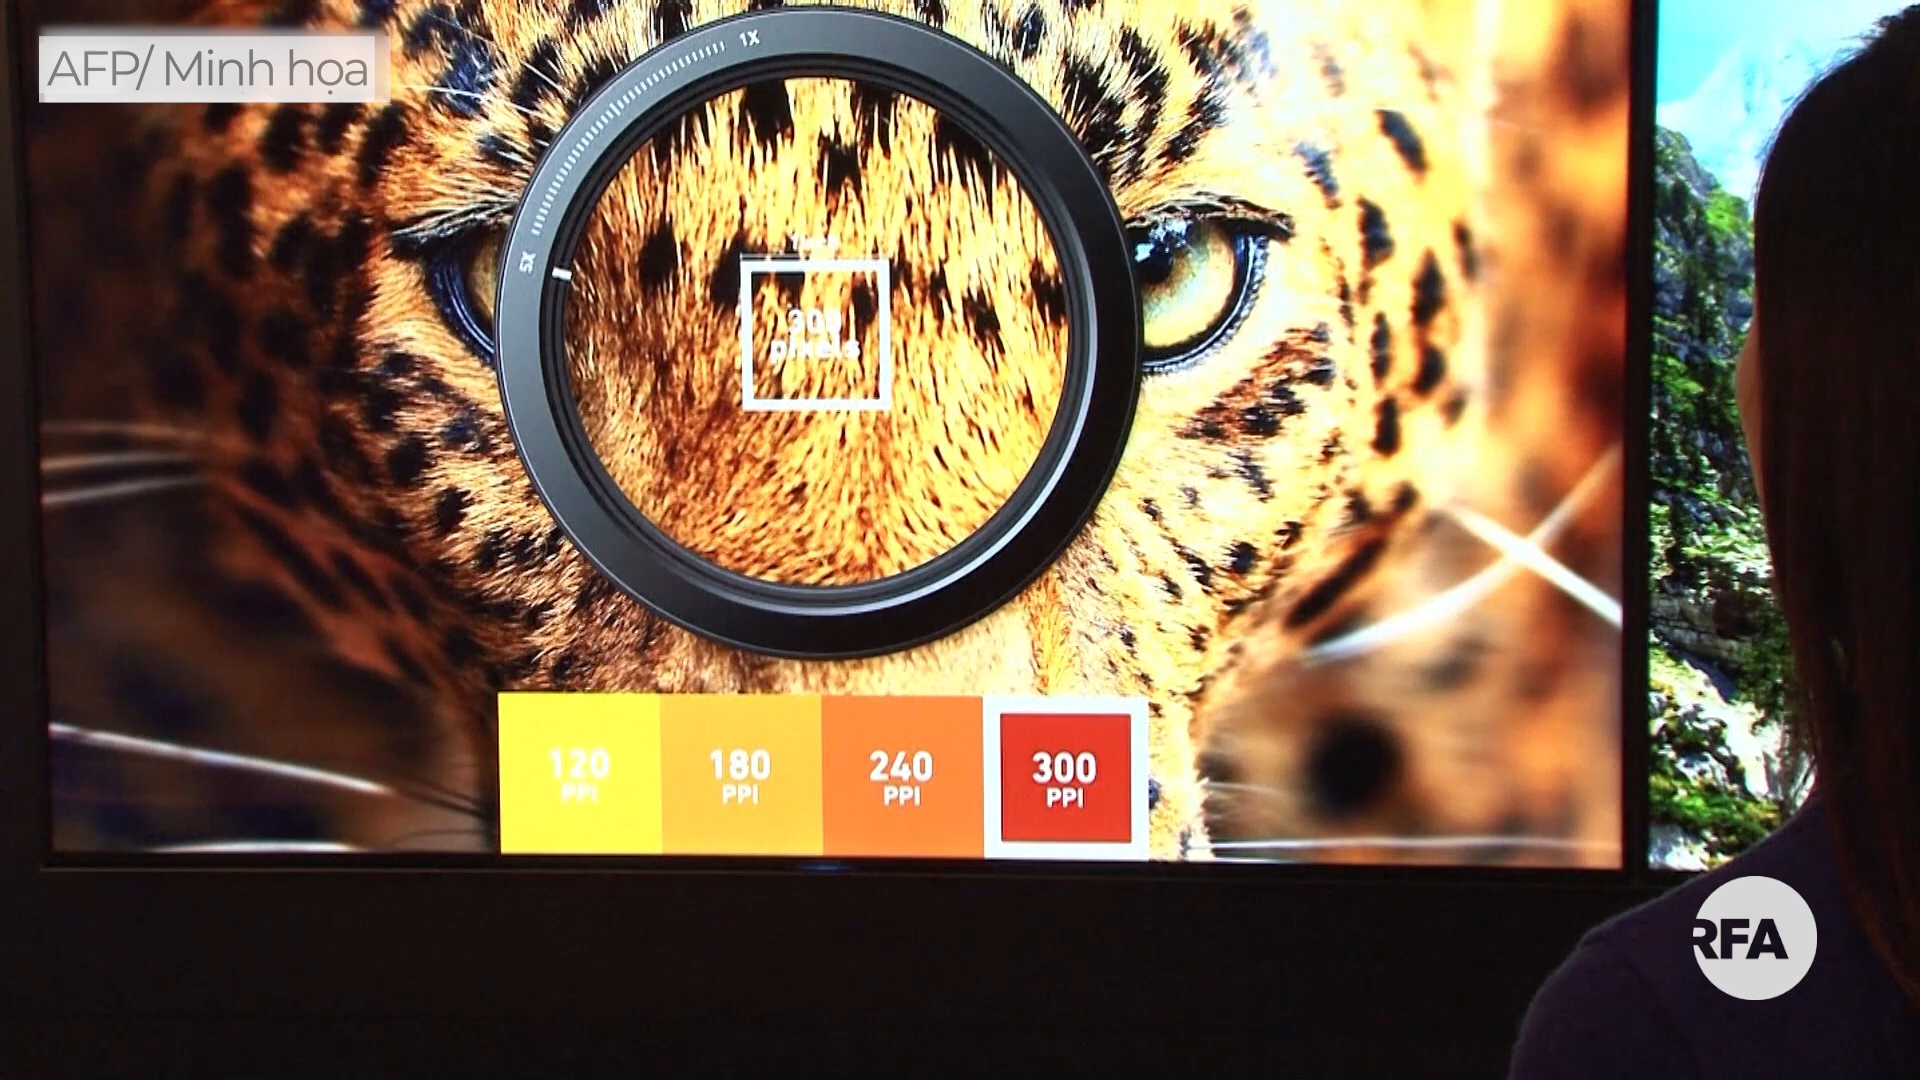 AFP/ Minh họa
1X
5X
300
pixels
120
PPI
180
PPI
240
PPI
300
PPI
RFA